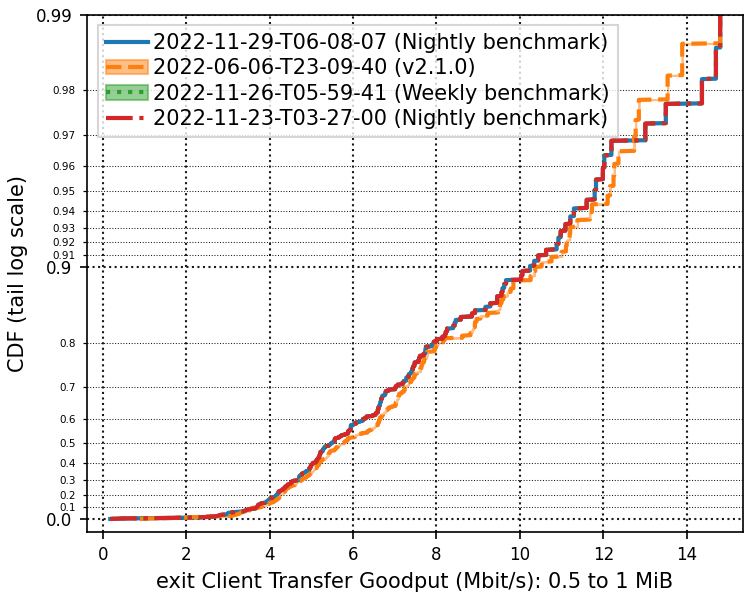 0.99
2022-11-29-T06-08-07 (Nightly benchmark)
2022-06-06-T23-09-40 (v2.1.0)
2022-11-26-T05-59-41 (Weekly benchmark)
2022-11-23-T03-27-00 (Nightly benchmark)
0.98
0.97
0.96
0.95
0.94
0.93
0.92
0.91
0.9
0.8
0.7
0.6
0.5
0.4
0.3
0.2
0.1
0.0
CDF (tail log scale)
0 2 4 6 8 10 12 14
exit Client Transfer Goodput (Mbit/s): 0.5 to 1 MiB